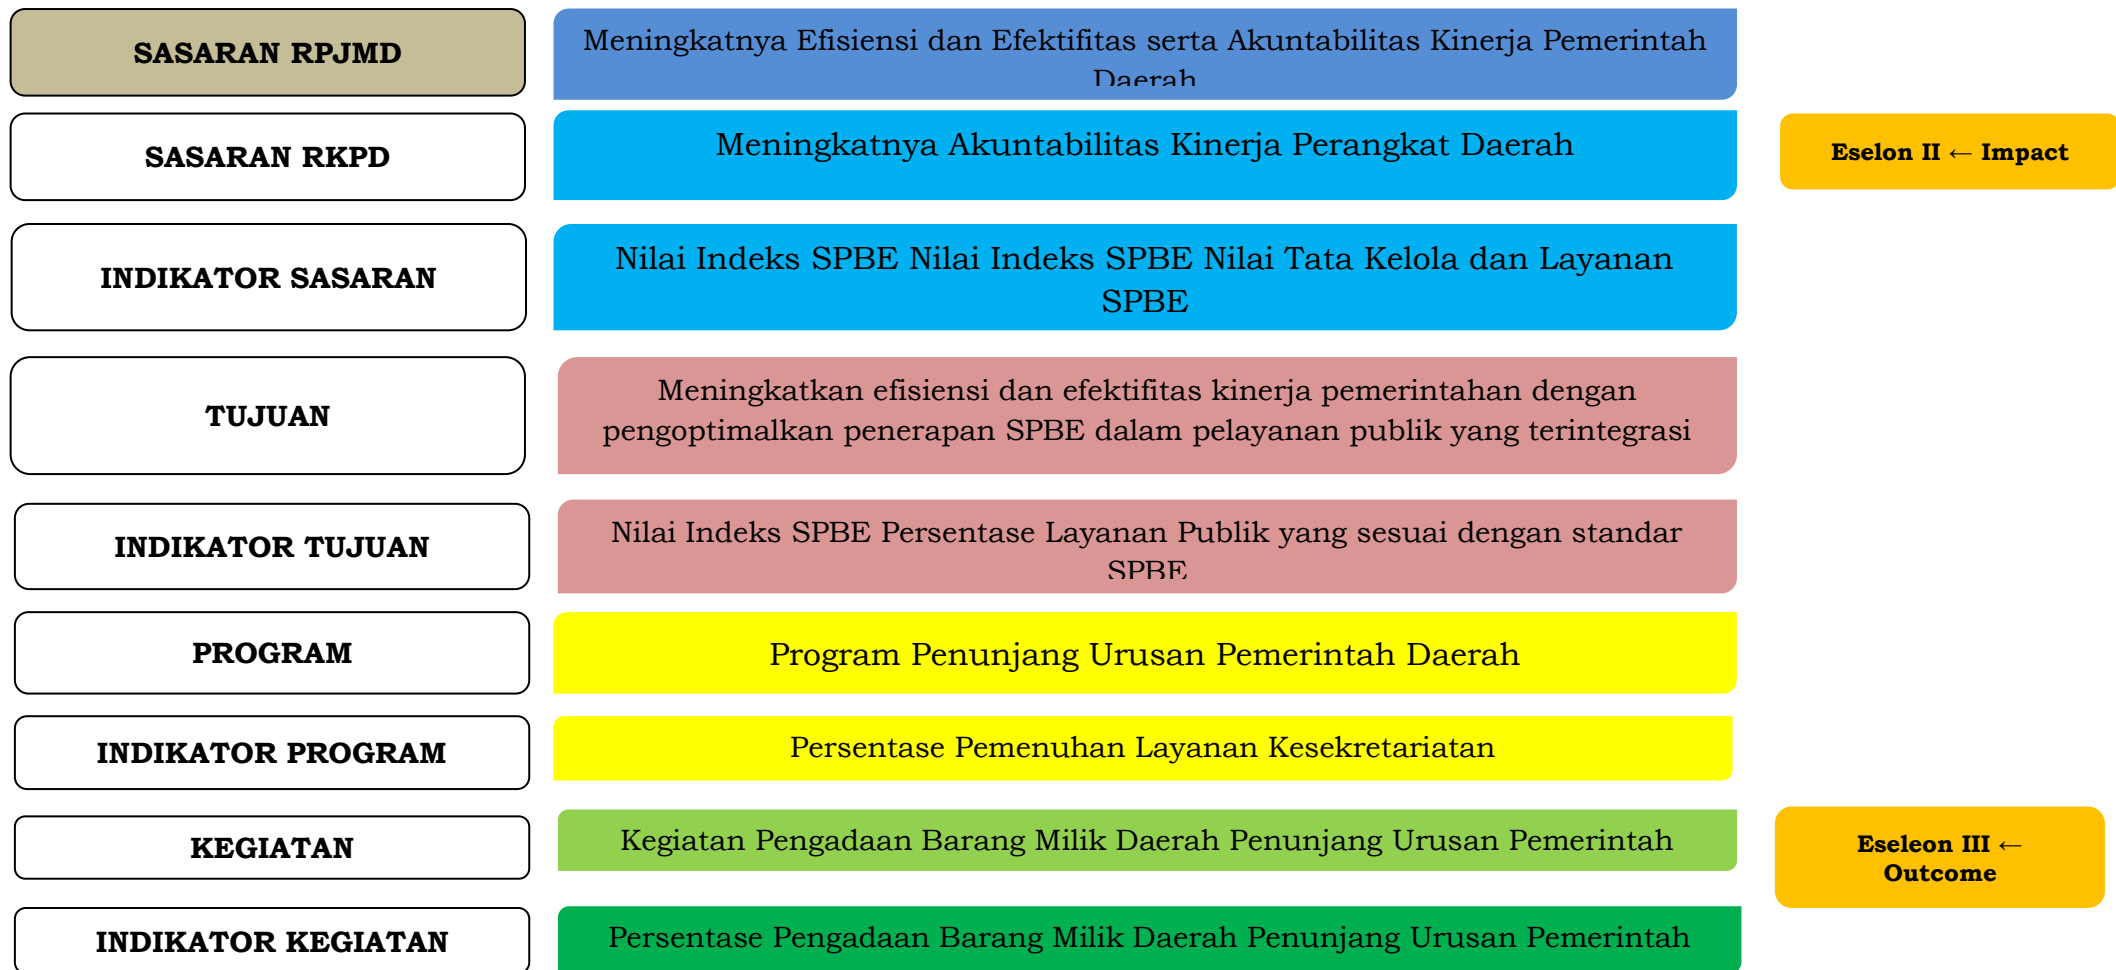 SASARAN RPJMD
Meningkatnya Efisiensi dan Efektifitas serta Akuntabilitas Kinerja Pemerintah
Daerah
SASARAN RKPD
Meningkatnya Akuntabilitas Kinerja Perangkat Daerah
Eselon II ← Impact
INDIKATOR SASARAN
Nilai Indeks SPBE Nilai Indeks SPBE Nilai Tata Kelola dan Layanan
SPBE
TUJUAN
Meningkatkan efisiensi dan efektifitas kinerja pemerintahan dengan
pengoptimalkan penerapan SPBE dalam pelayanan publik yang terintegrasi
INDIKATOR TUJUAN
Nilai Indeks SPBE Persentase Layanan Publik yang sesuai dengan standar
SPBE
PROGRAM
Program Penunjang Urusan Pemerintah Daerah
INDIKATOR PROGRAM
Persentase Pemenuhan Layanan Kesekretariatan
KEGIATAN
Kegiatan Pengadaan Barang Milik Daerah Penunjang Urusan Pemerintah
Eseleon III ←
Outcome
INDIKATOR KEGIATAN
Persentase Pengadaan Barang Milik Daerah Penunjang Urusan Pemerintah